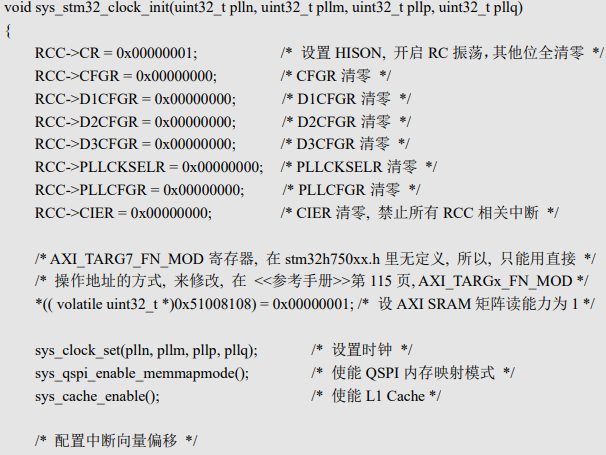 void sys_stm32_clock_init(uint32_t plln, uint32_t pllm, uint32_t pllp, uint32_t pllq)
{
RCC->CR = 0x00000001; /* 设置 HISON, 开启 RC 振荡，其他位全清零 */
RCC->CFGR = 0x00000000; /* CFGR 清零 */
RCC->D1CFGR = 0x00000000; /* D1CFGR 清零 */
RCC->D2CFGR = 0x00000000; /* D2CFGR 清零 */
RCC->D3CFGR = 0x00000000; /* D3CFGR 清零 */
RCC->PLLCKSELR = 0x00000000; /* PLLCKSELR 清零 */
RCC->PLLCFGR = 0x00000000; /* PLLCFGR 清零 */
RCC->CIER = 0x00000000; /* CIER 清零, 禁止所有 RCC 相关中断 */
/* AXI_TARG7_FN_MOD 寄存器, 在 stm32h750xx.h 里无定义, 所以, 只能用直接 */
/* 操作地址的方式, 来修改, 在 <<参考手册>>第 115 页, AXI_TARGx_FN_MOD */
*(( volatile uint32_t *)0x51008108) = 0x00000001; /* 设 AXI SRAM 矩阵读能力为 1 */
sys_clock_set(plln, pllm, pllp, pllq); /* 设置时钟 */
sys_qspi_enable_memmapmode(); /* 使能 QSPI 内存映射模式 */
sys_cache_enable(); /* 使能 L1 Cache */
/* 配置中断向量偏移 */